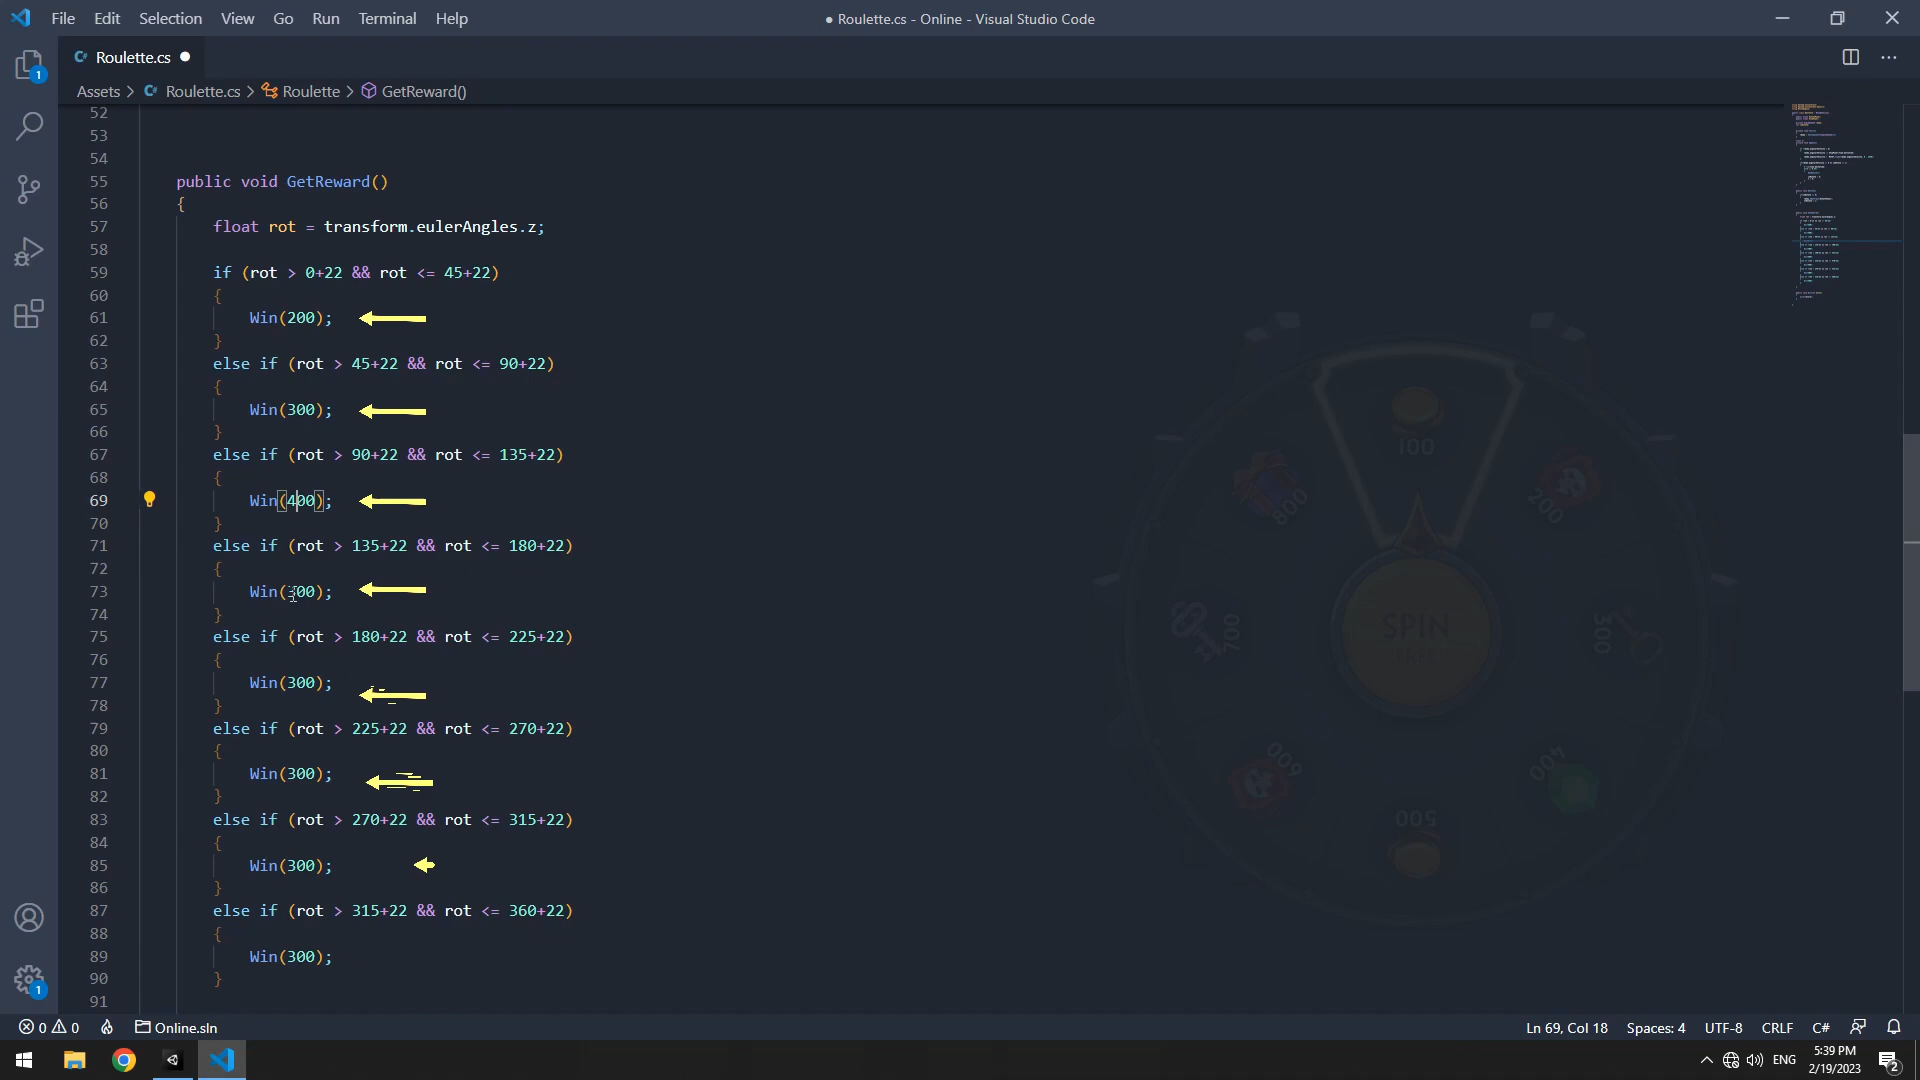 File Edit Selection View Go Run Terminal Help
● Roulette.cs - Online - Visual Studio Code
Roulette.cs
Assets > Roulette.cs > Roulette > GetReward()
52
53
54
55 public void GetReward()
56 {
57 float rot = transform.eulerAngles.z;
58
59 if (rot > 0+22 && rot <= 45+22)
60 {
61 Win(200);
62 }
63 else if (rot > 45+22 && rot <= 90+22)
64 {
65 Win(300);
66 }
67 else if (rot > 90+22 && rot <= 135+22)
68 {
69 Win(400);
70 }
71 else if (rot > 135+22 && rot <= 180+22)
72 {
73 Win(300);
74 }
75 else if (rot > 180+22 && rot <= 225+22)
76 {
77 Win(300);
78 }
79 else if (rot > 225+22 && rot <= 270+22)
80 {
81 Win(300);
82 }
83 else if (rot > 270+22 && rot <= 315+22)
84 {
85 Win(300);
86 }
87 else if (rot > 315+22 && rot <= 360+22)
88 {
89 Win(300);
90 }
91
100
200
300
400
500
600
700
800
SPIN
FREE
1
1
0 0
Online.sln
Ln 69, Col 18 Spaces: 4 UTF-8 CRLF C#
ENG
5:39 PM
2/19/2023
2